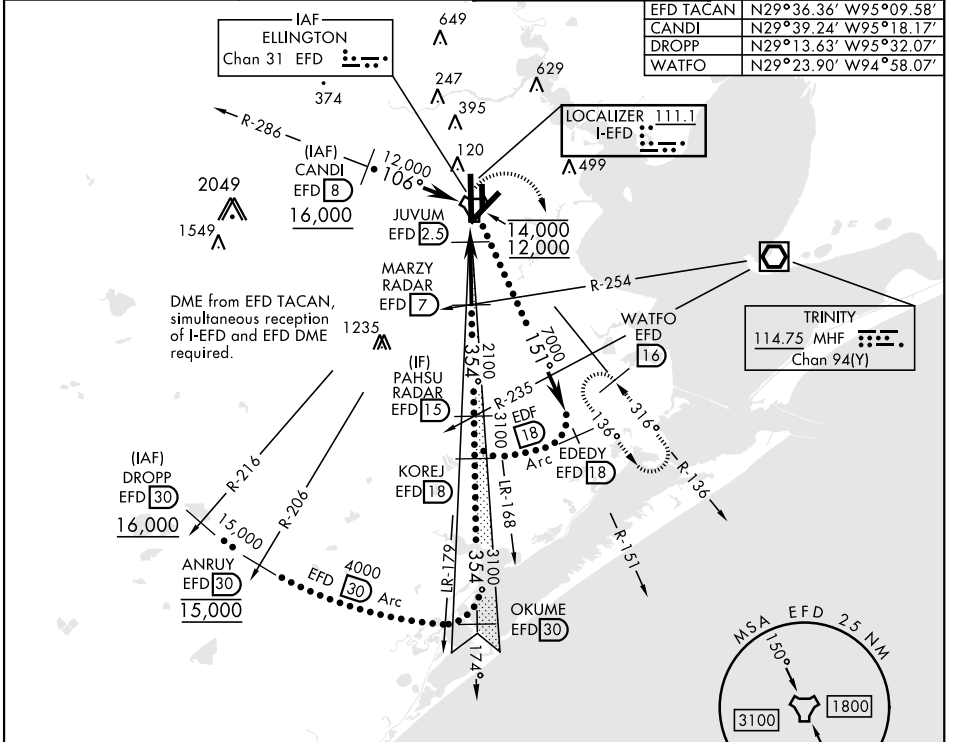 EFD TACAN N29°36.36' W95°09.58'
CANDI N29°39.24' W95°18.17'
DROPP N29°13.63' W95°32.07'
WATFO N29°23.90' W94°58.07'
IAF
ELLINGTON
Chan 31 EFD
649
374
247
395
629
120
LOCALIZER 111.1
I-EFD
499
R-286
(IAF)
CANDI
EFD 8
16,000
12,000
106°
2049
1549
JUVUM
EFD 2.5
14,000
12,000
MARZY
RADAR
EFD 7
R-254
TRINITY
114.75 MHF
Chan 94(Y)
DME from EFD TACAN,
simultaneous reception
of I-EFD and EFD DME
required.
1235
WATFO
EFD
16
7000
151°
2100
354°
(IF)
PAHSU
RADAR
EFD 15
R-235
3100
EDF
18
Arc
EDEDY
EFD 18
316°
136°
R-136
R-151
KOREJ
EFD 18
LR-168
LR-179
(IAF)
DROPP
EFD 30
16,000
R-216
R-206
15,000
ANRUY
EFD 30
15,000
4000
EFD 30 Arc
354°
3100
OKUME
EFD 30
174°
MSA EFD 25 NM
150°
3100
1800